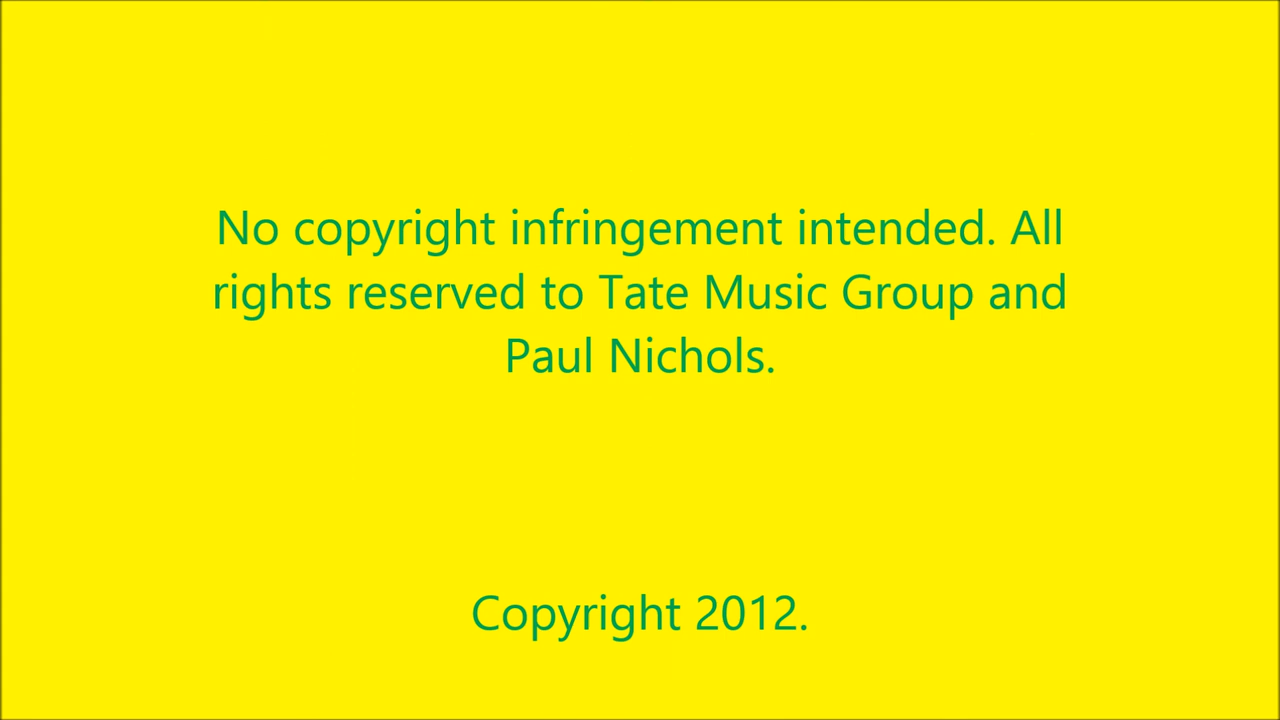 No copyright infringement intended. All
rights reserved to Tate Music Group and
Paul Nichols.
Copyright 2012.